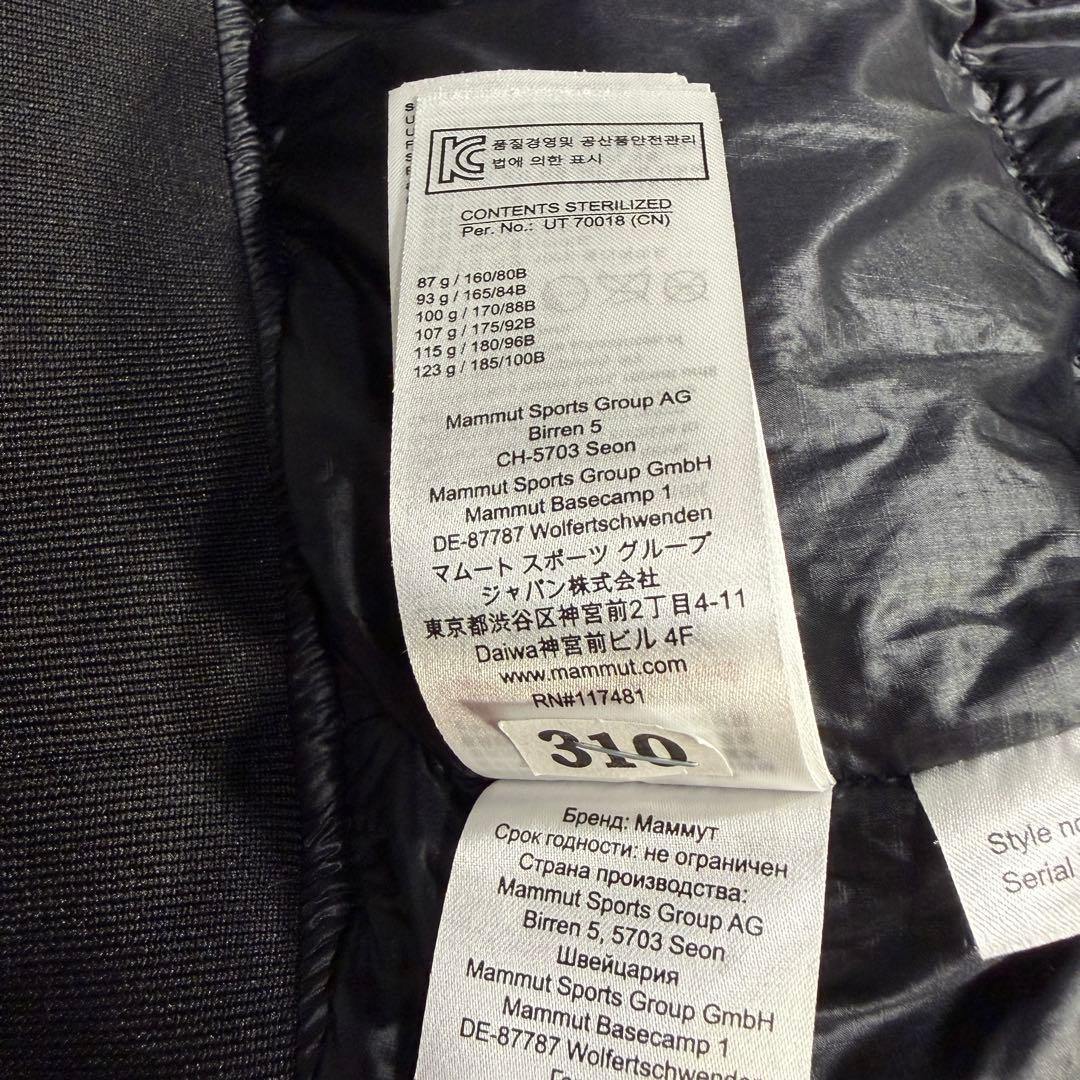 KC 품질경영및 공산품안전관리
법에 의한 표시
CONTENTS STERILIZED
Per. No.: UT 70018 (CN)
87 g / 160/80B
93 g / 165/84B
100 g / 170/88B
107 g / 175/92B
115 g / 180/96B
123 g / 185/100B
Mammut Sports Group AG
Birren 5
CH-5703 Seon
Mammut Sports Group GmbH
Mammut Basecamp 1
DE-87787 Wolfertschwenden
マムート スポーツ グループ
ジャパン株式会社
東京都渋谷区神宮前2丁目4-11
Daiwa神宮前ビル 4F
www.mammut.com
RN#117481
310
Бренд: Маммут
Срок годности: не ограничен
Страна производства:
Mammut Sports Group AG
Birren 5, 5703 Seon
Швейцария
Mammut Sports Group GmbH
Mammut Basecamp 1
DE-87787 Wolfertschwenden
Style no
Serial